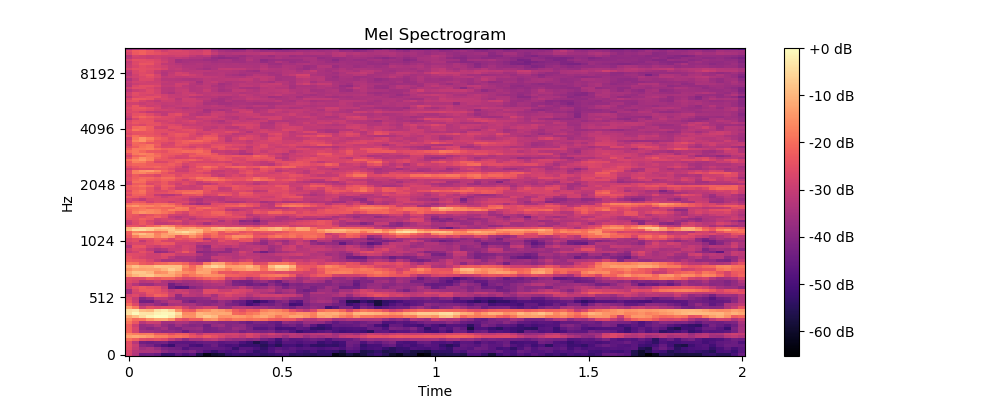 Mel Spectrogram
Hz
8192
4096
2048
1024
512
0
0 0.5 1 1.5 2
Time
+0 dB
-10 dB
-20 dB
-30 dB
-40 dB
-50 dB
-60 dB